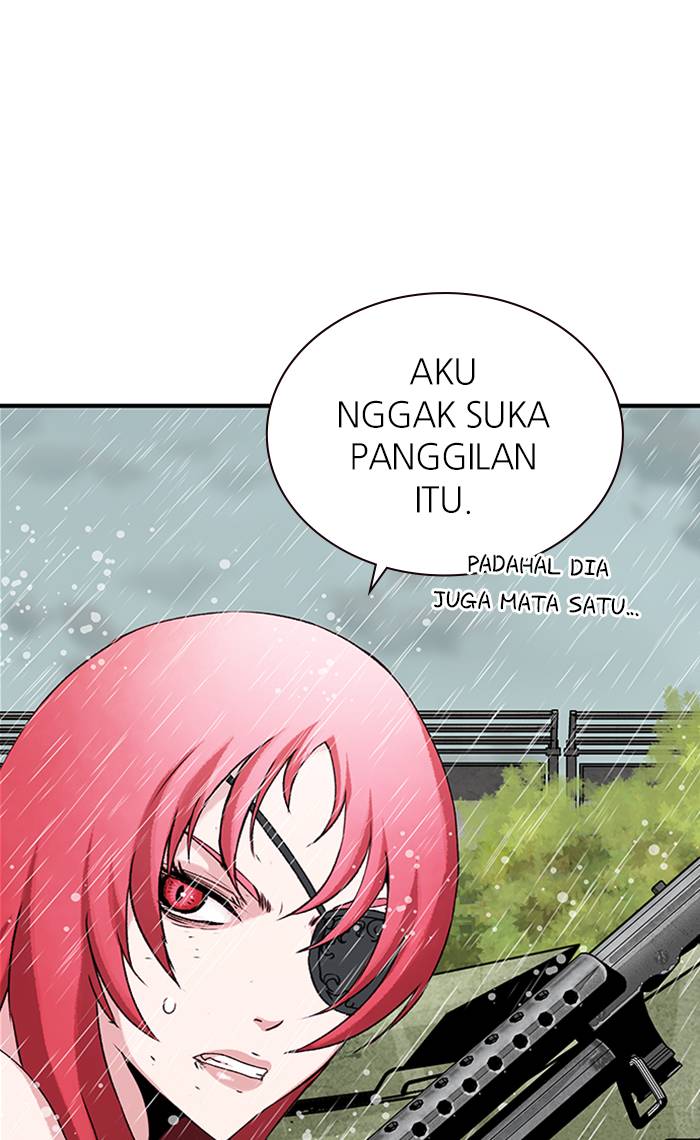 AKU
NGGAK SUKA
PANGGILAN
ITU.
PADAHAL DIA
JUGA MATA SATU...